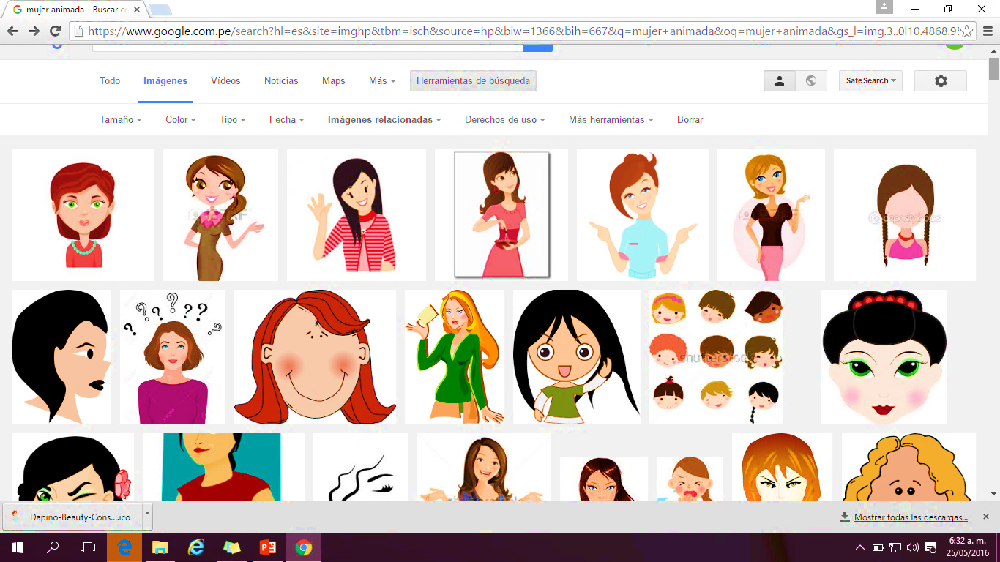 mujer animada - Buscar co
https://www.google.com.pe/search?hl=es&site=imghp&tbm=isch&source=hp&biw=1366&bih=667&q=mujer+animada&oq=mujer+animada&gs_l=img.3..0l10.4868.95
Todo Imágenes Vídeos Noticias Maps Más Herramientas de búsqueda SafeSearch
Tamaño Color Tipo Fecha Imágenes relacionadas Derechos de uso Más herramientas Borrar
depositphotos
? ? ? ? ? ? ?
shutterstock
Dapino-Beauty-Cons....ico Mostrar todas las descargas...
6:32 a. m.
25/05/2016